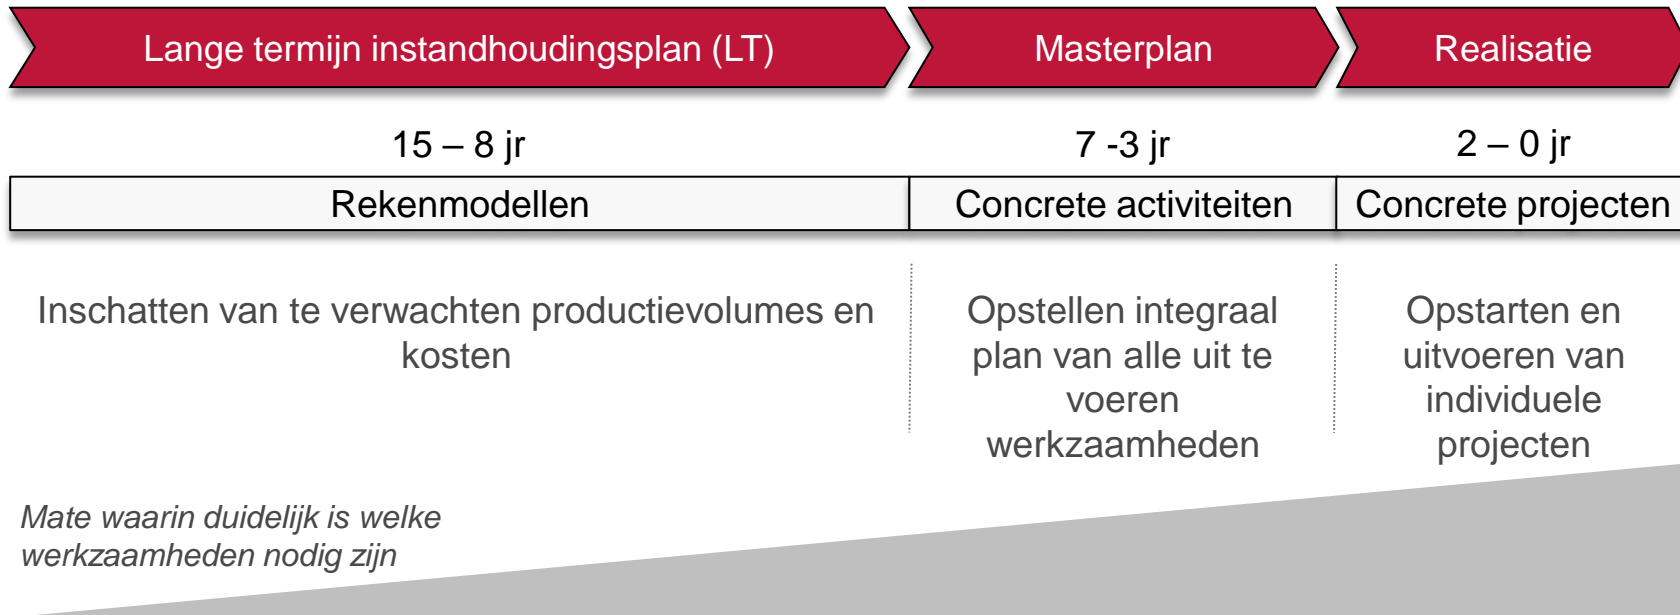 Lange termijn instandhoudingsplan (LT)
Masterplan
Realisatie
15 – 8 jr
7 -3 jr
2 – 0 jr
Rekenmodellen
Concrete activiteiten
Concrete projecten
Inschatten van te verwachten productievolumes en
kosten
Opstellen integraal
plan van alle uit te
voeren
werkzaamheden
Opstarten en
uitvoeren van
individuele
projecten
Mate waarin duidelijk is welke
werkzaamheden nodig zijn